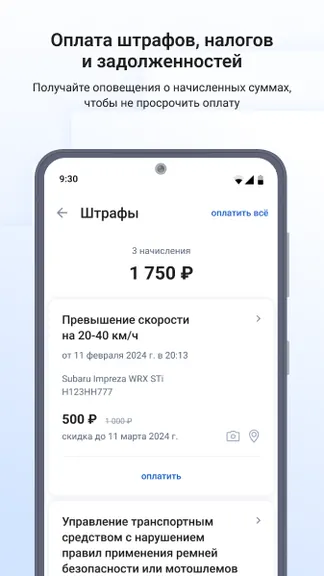 Оплата штрафов, налогов
и задолженностей
Получайте оповещения о начисленных суммах,
чтобы не просрочить оплату
9:30
Штрафы
оплатить всё
3 начисления
1 750 ₽
Превышение скорости
на 20-40 км/ч
от 11 февраля 2024 г. в 20:13
Subaru Impreza WRX STi
H123HH777
500 ₽ 1 000 ₽
скидка до 11 марта 2024 г.
оплатить
Управление транспортным
средством с нарушением
правил применения ремней
безопасности или мотошлемов